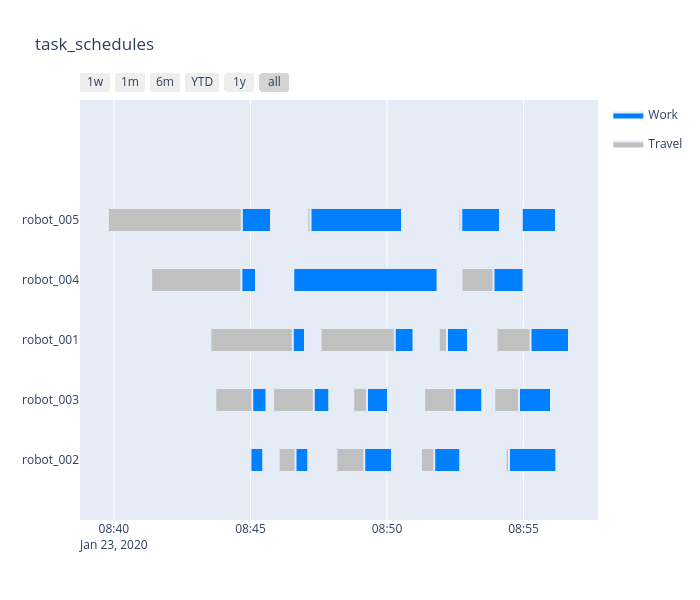 task_schedules
1w 1m 6m YTD 1y all
Work
Travel
robot_005
robot_004
robot_001
robot_003
robot_002
08:40 08:45 08:50 08:55
Jan 23, 2020